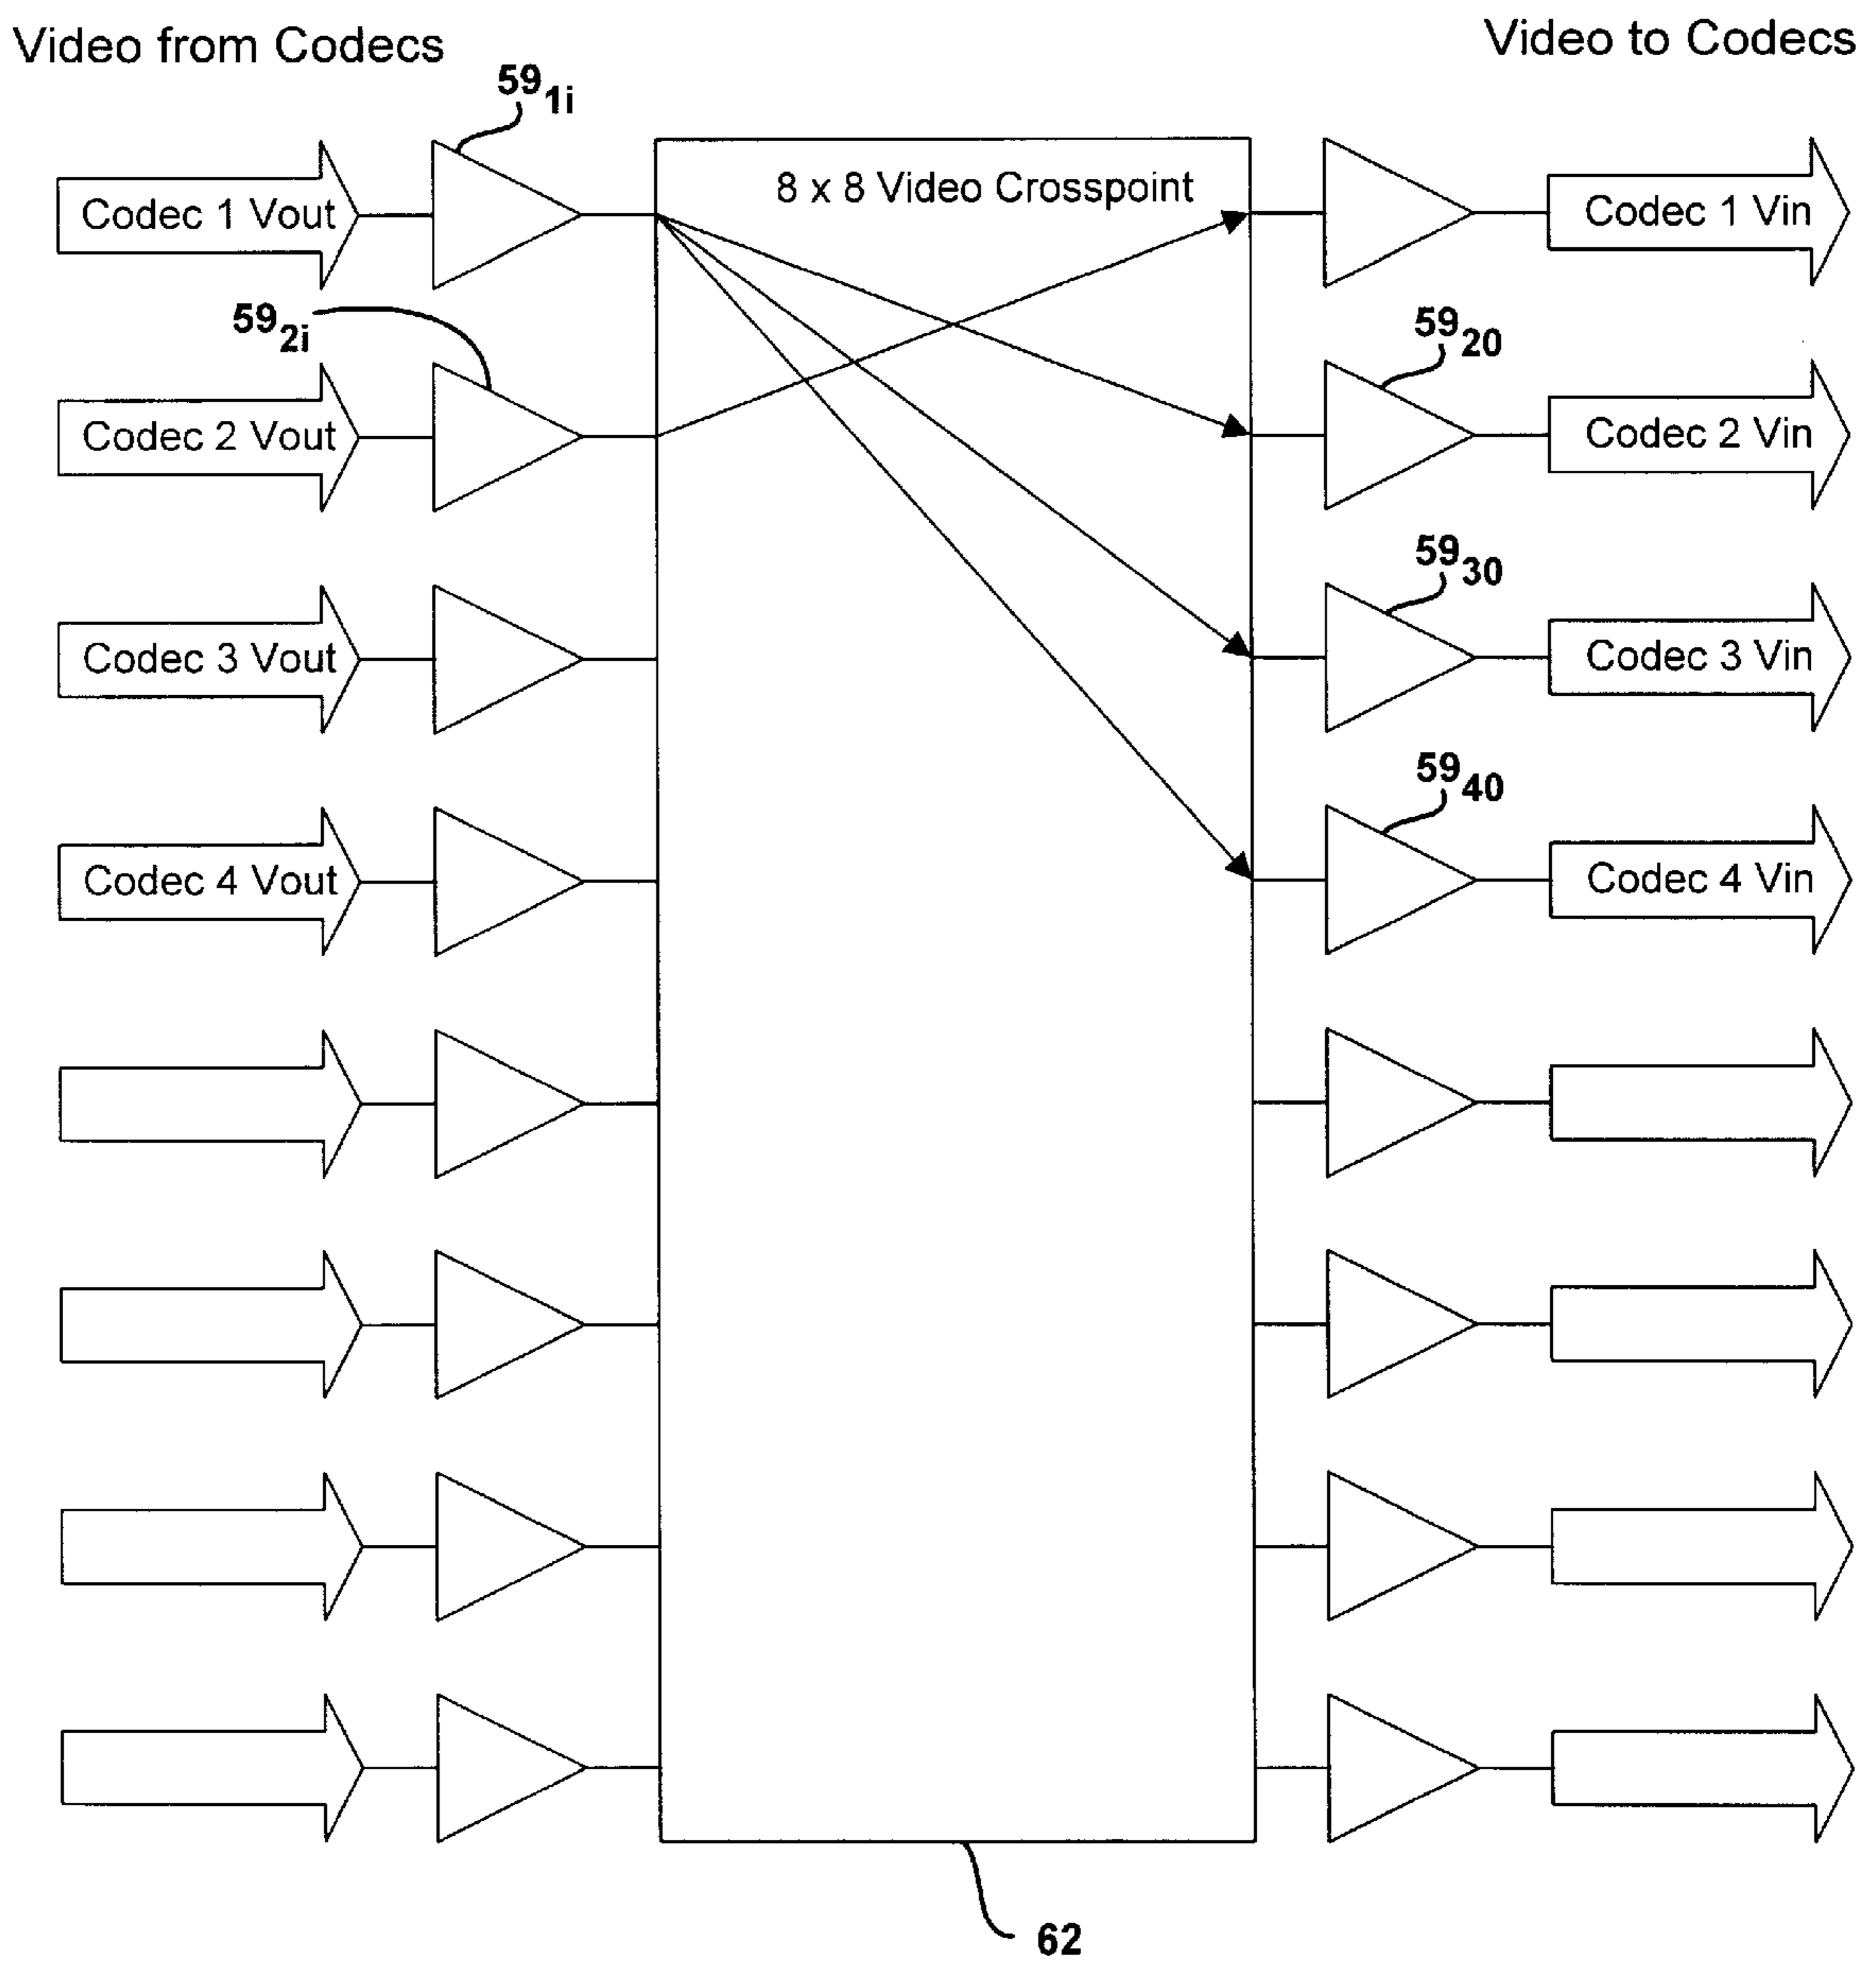 Video from Codecs
Video to Codecs
59 1i
8 x 8 Video Crosspoint
Codec 1 Vout
Codec 1 Vin
59 2i
59 20
Codec 2 Vout
Codec 2 Vin
59 30
Codec 3 Vout
Codec 3 Vin
59 40
Codec 4 Vout
Codec 4 Vin
62